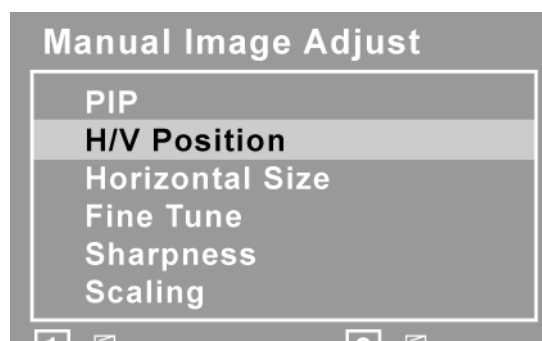 Manual Image Adjust
PIP
H/V Position
Horizontal Size
Fine Tune
Sharpness
Scaling